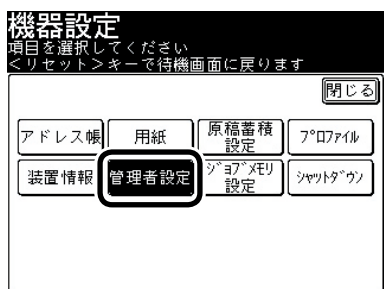 機器設定
項目を選択してください
<リセット>キーで待機画面に戻ります
閉じる
アドレス帳 用紙 原稿蓄積設定 プロファイル
装置情報 管理者設定 ジョブメモリ設定 シャットダウン